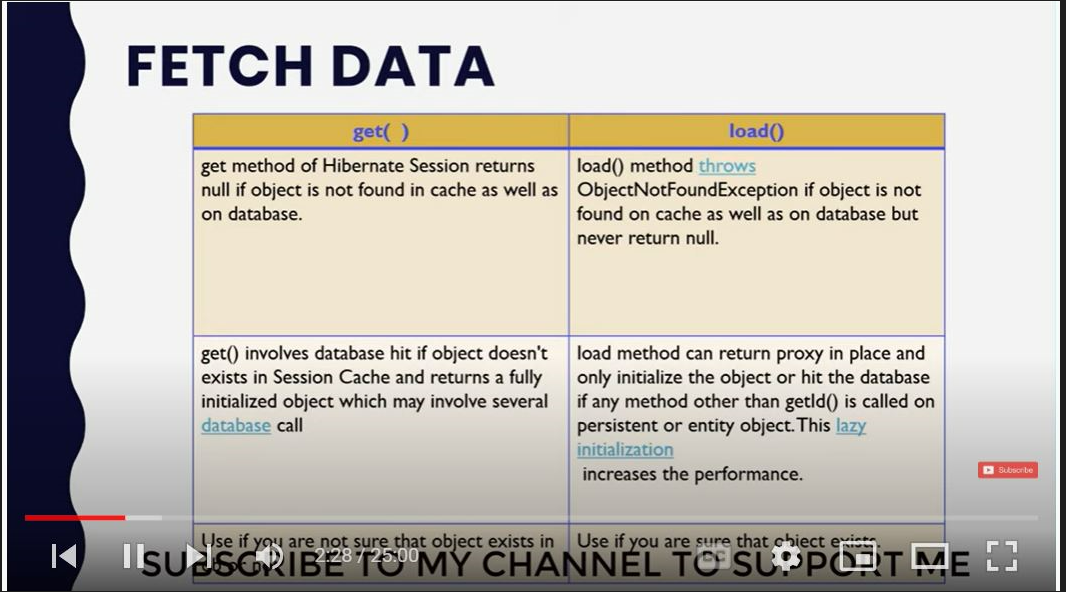 FETCH DATA
get( )
load()
get method of Hibernate Session returns
null if object is not found in cache as well as
on database.
load() method throws
ObjectNotFoundException if object is not
found on cache as well as on database but
never return null.
get() involves database hit if object doesn't
exists in Session Cache and returns a fully
initialized object which may involve several
database call
load method can return proxy in place and
only initialize the object or hit the database
if any method other than getId() is called on
persistent or entity object.This lazy
initialization
increases the performance.
Subscribe
Use if you are not sure that object exists in
Use if you are sure that object exists.
2:28 / 25:00
CC
SUBSCRIBE TO MY CHANNEL TO SUPPORT ME